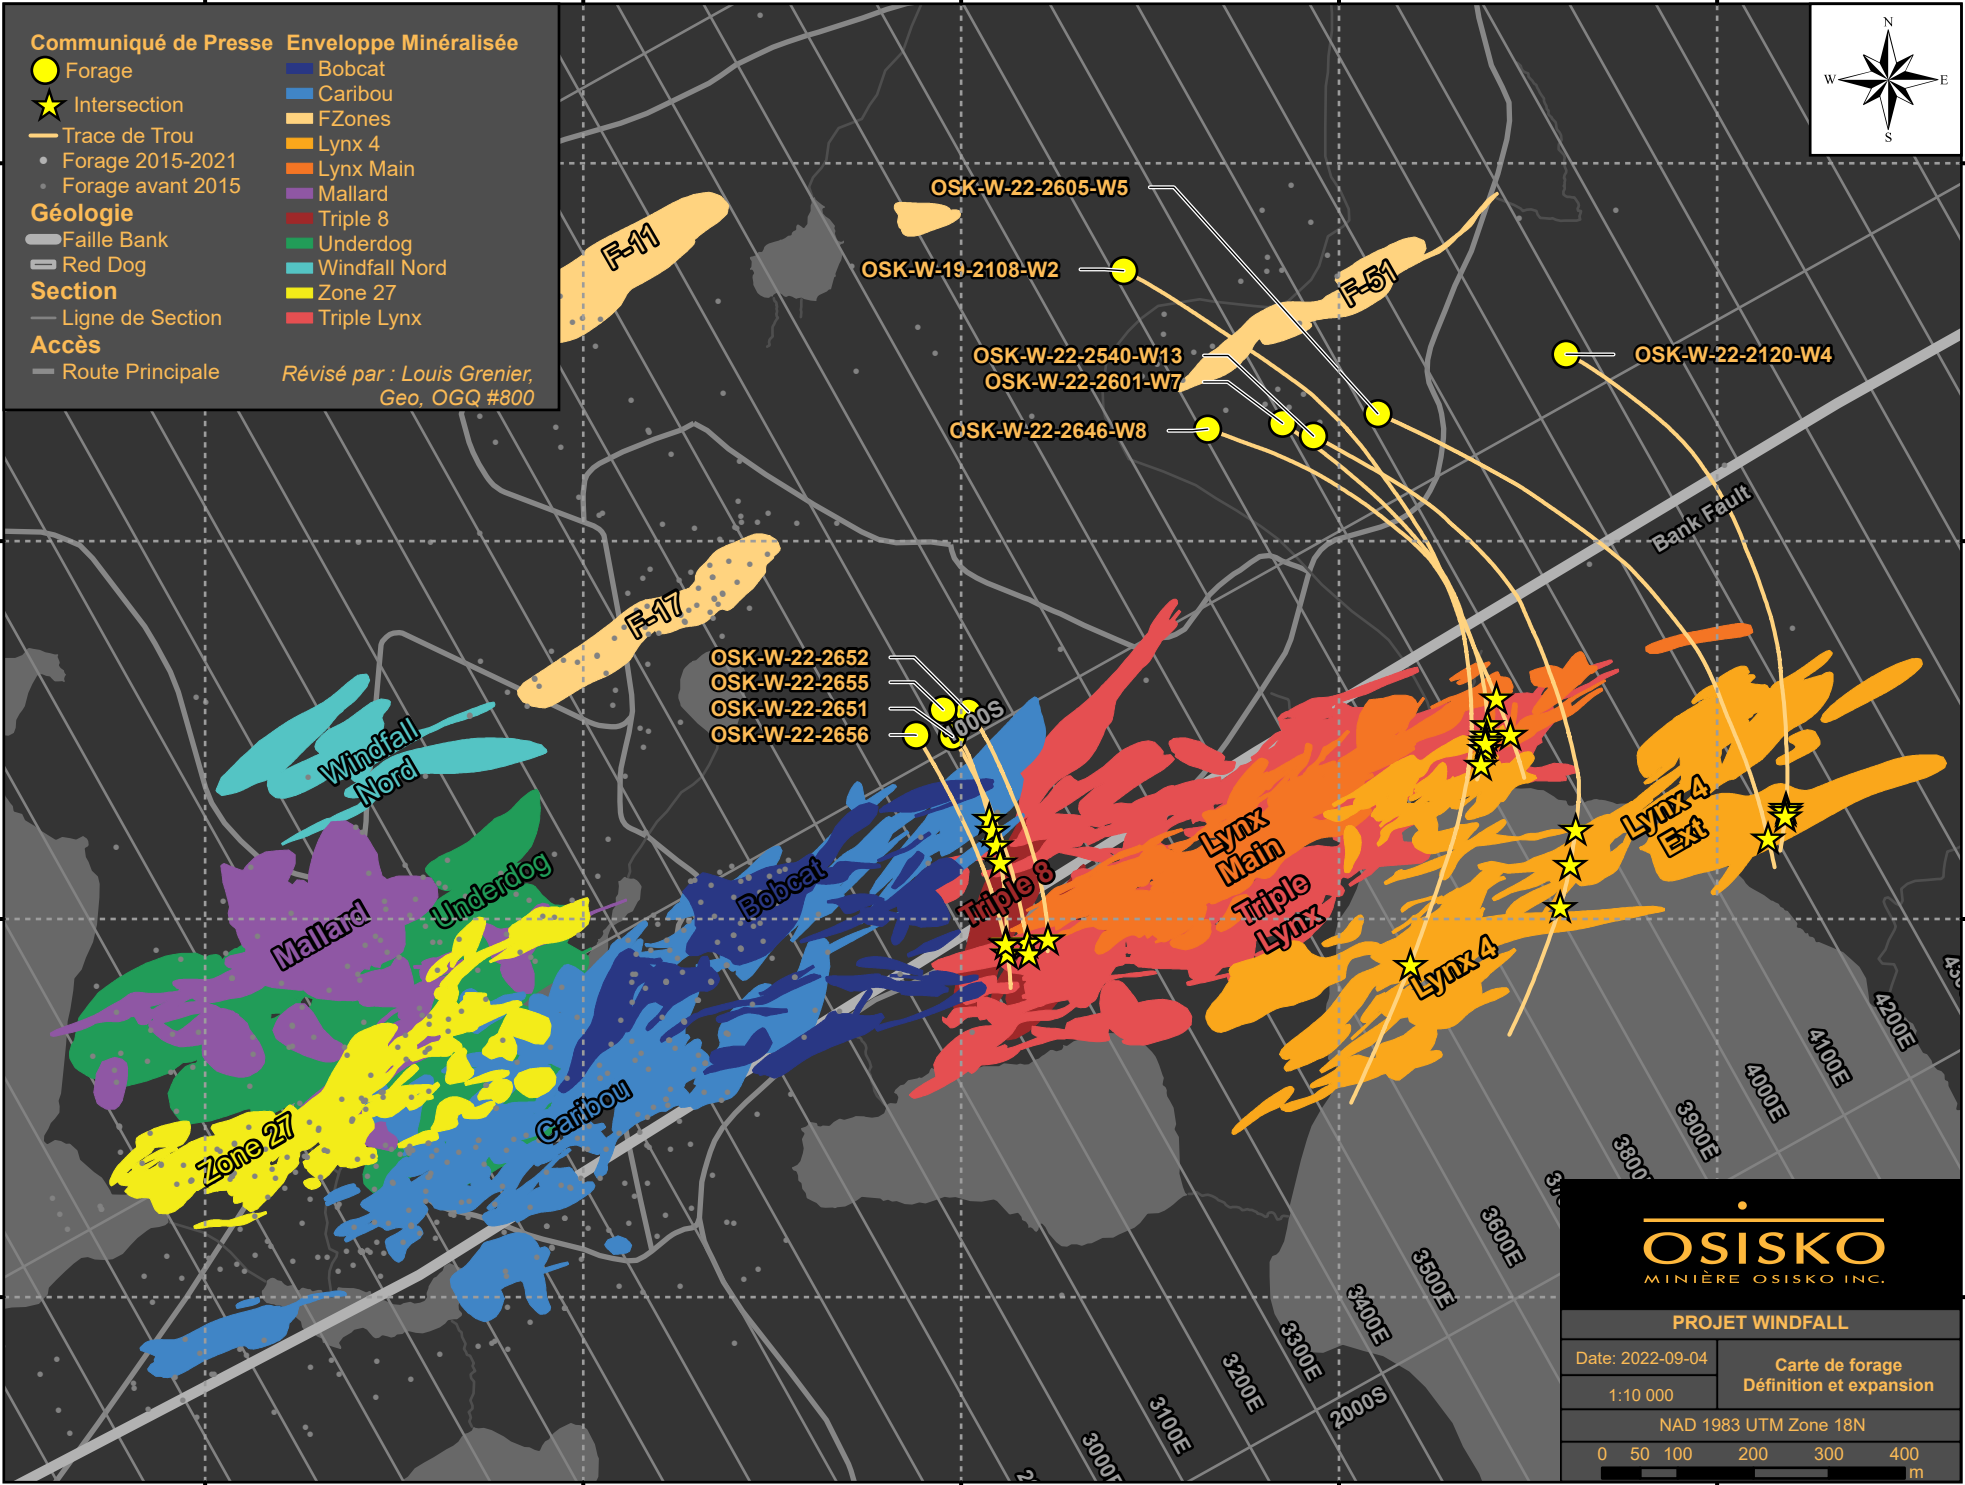 Communiqué de Presse
Forage
Intersection
Trace de Trou
Forage 2015-2021
Forage avant 2015
Géologie
Faille Bank
Red Dog
Section
Ligne de Section
Accès
Route Principale
Enveloppe Minéralisée
Bobcat
Caribou
FZones
Lynx 4
Lynx Main
Mallard
Triple 8
Underdog
Windfall Nord
Zone 27
Triple Lynx
Révisé par : Louis Grenier,
Geo, OGQ #800
N
W
E
S
F-11
OSK-W-22-2605-W5
OSK-W-19-2108-W2
F-51
OSK-W-22-2540-W13
OSK-W-22-2601-W7
OSK-W-22-2646-W8
OSK-W-22-2120-W4
Bank Fault
F-17
OSK-W-22-2652
OSK-W-22-2655
OSK-W-22-2651
OSK-W-22-2656
1000S
Windfall
Nord
Mallard
Underdog
Bobcat
Triple 8
Lynx
Main
Triple
Lynx
Lynx 4
Ext
Lynx 4
Zone 27
Caribou
4200E
4100E
4000E
3900E
3600E
3500E
3400E
3300E
3200E
3100E
2000S
OSISKO
MINIÈRE OSISKO INC.
PROJET WINDFALL
Date: 2022-09-04
1:10 000
Carte de forage
Définition et expansion
NAD 1983 UTM Zone 18N
0 50 100 200 300 400
m